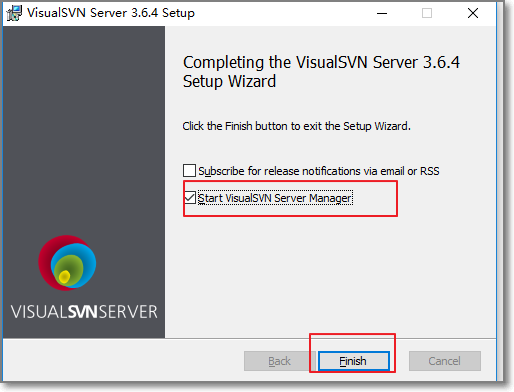 VisualSVN Server 3.6.4 Setup
Completing the VisualSVN Server 3.6.4
Setup Wizard
Click the Finish button to exit the Setup Wizard.
Subscribe for release notifications via email or RSS
Start VisualSVN Server Manager
VISUALSVNSERVER
Back
Finish
Cancel